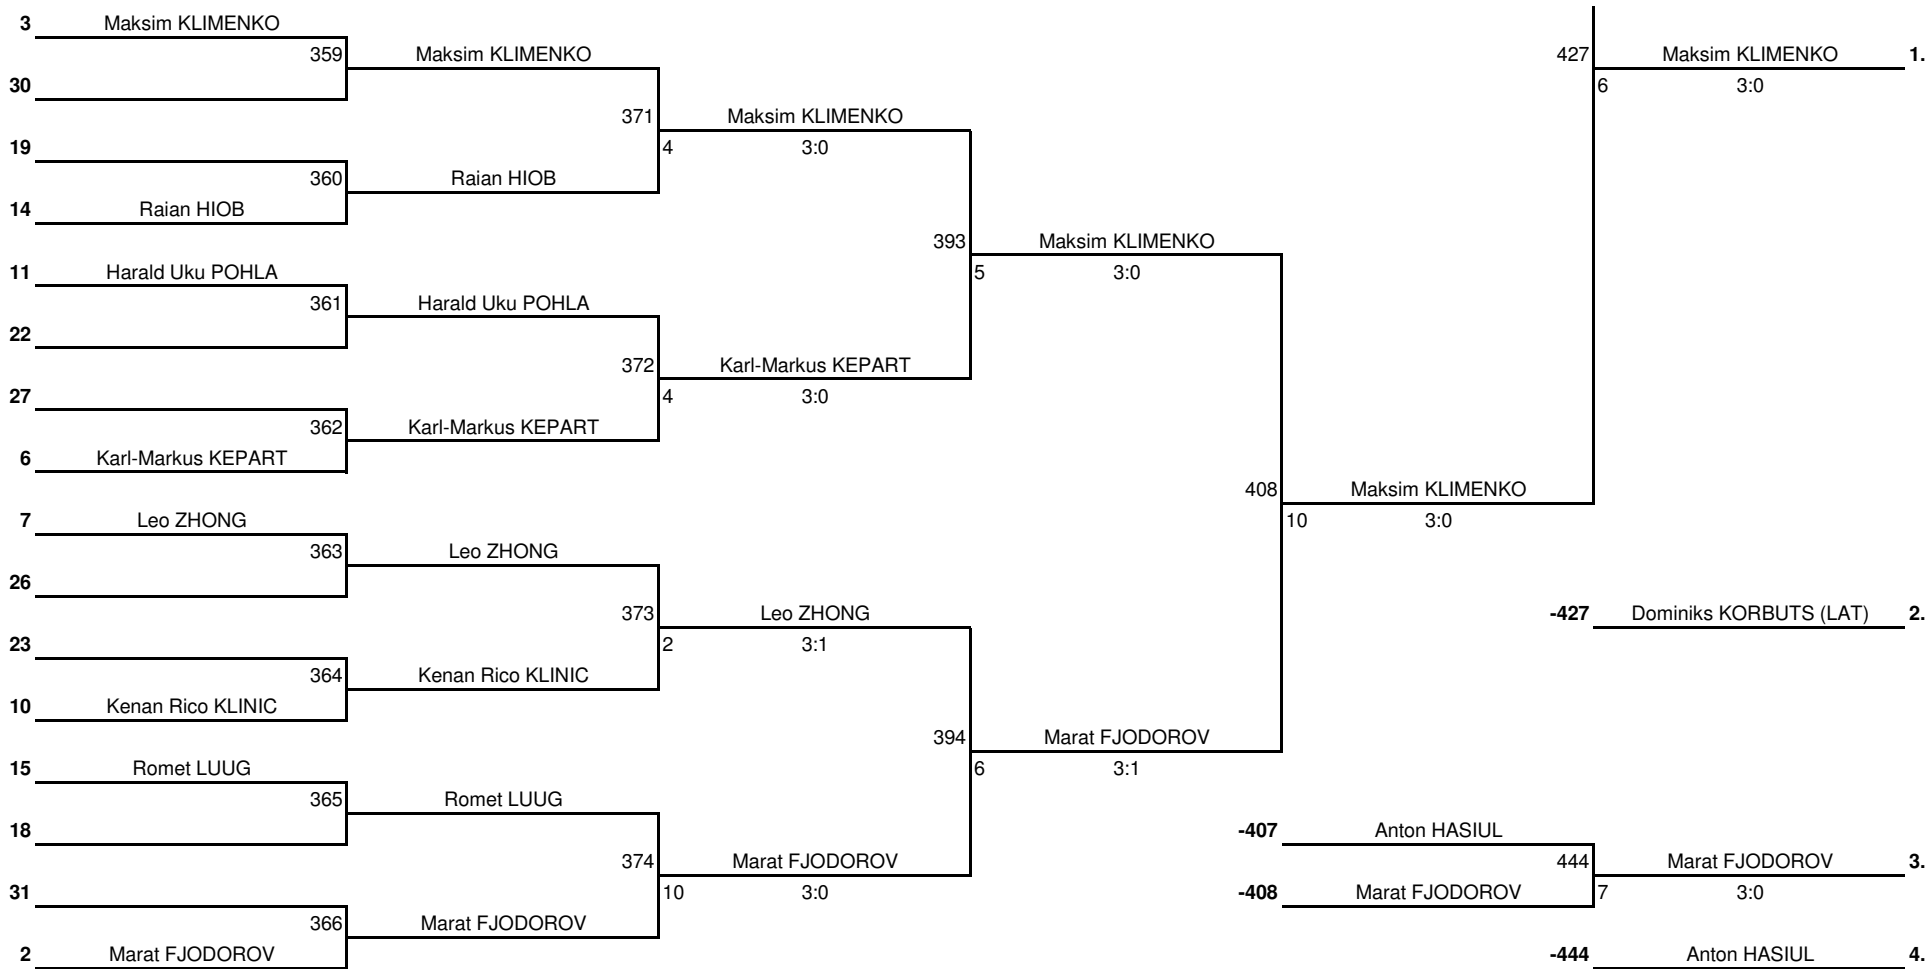 3 Maksim KLIMENKO
359 Maksim KLIMENKO 427 Maksim KLIMENKO 1.
30 6 3:0
371 Maksim KLIMENKO
19 4 3:0
360 Raian HIOB
14 Raian HIOB
393 Maksim KLIMENKO
11 Harald Uku POHLA 5 3:0
361 Harald Uku POHLA
22
372 Karl-Markus KEPART
27 4 3:0
362 Karl-Markus KEPART
6 Karl-Markus KEPART
408 Maksim KLIMENKO
7 Leo ZHONG 10 3:0
363 Leo ZHONG
26
373 Leo ZHONG -427 Dominiks KORBUTS (LAT) 2.
23 2 3:1
364 Kenan Rico KLINIC
10 Kenan Rico KLINIC
394 Marat FJODOROV
15 Romet LUUG 6 3:1
365 Romet LUUG
18 -407 Anton HASIUL
374 Marat FJODOROV 444 Marat FJODOROV 3.
31 10 3:0 -408 Marat FJODOROV 7 3:0
366 Marat FJODOROV
2 Marat FJODOROV -444 Anton HASIUL 4.